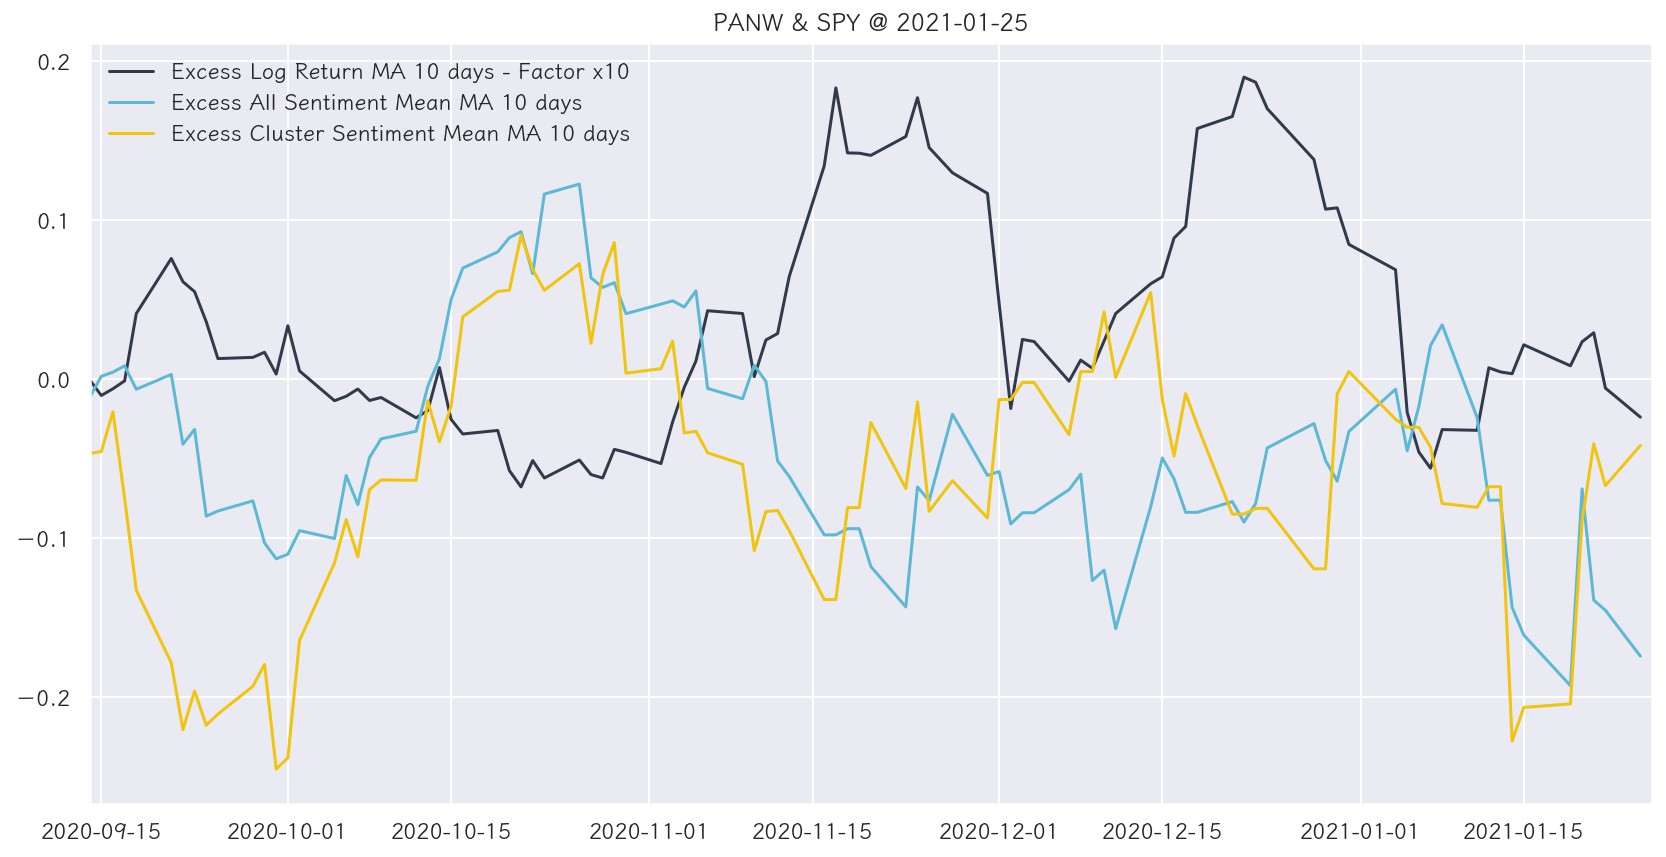 PANW & SPY @ 2021-01-25
0.2
0.1
0.0
−0.1
−0.2
Excess Log Return MA 10 days - Factor x10
Excess All Sentiment Mean MA 10 days
Excess Cluster Sentiment Mean MA 10 days
2020-09-15 2020-10-01 2020-10-15 2020-11-01 2020-11-15 2020-12-01 2020-12-15 2021-01-01 2021-01-15